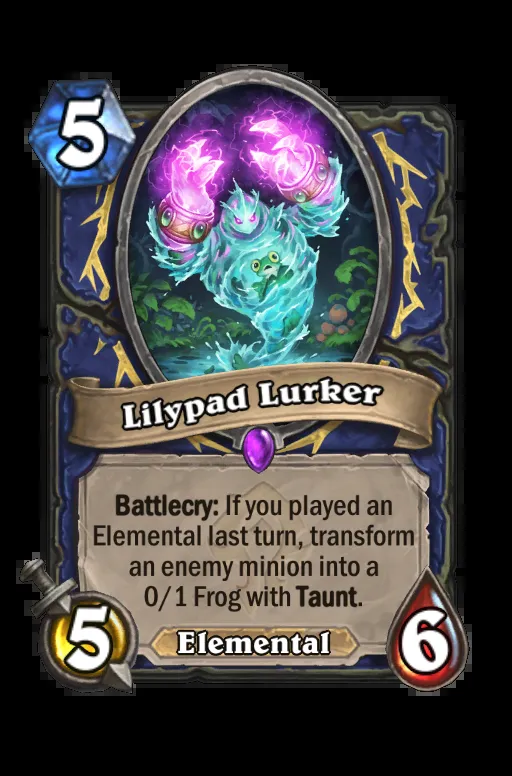 5
Lilypad Lurker
Battlecry: If you played an
Elemental last turn, transform
an enemy minion into a
0/1 Frog with Taunt.
5
Elemental
6